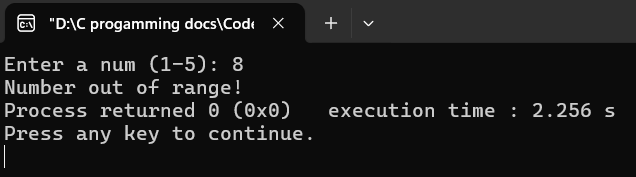 "D:\C progamming docs\Code
Enter a num (1-5): 8
Number out of range!
Process returned 0 (0x0)   execution time : 2.256 s
Press any key to continue.